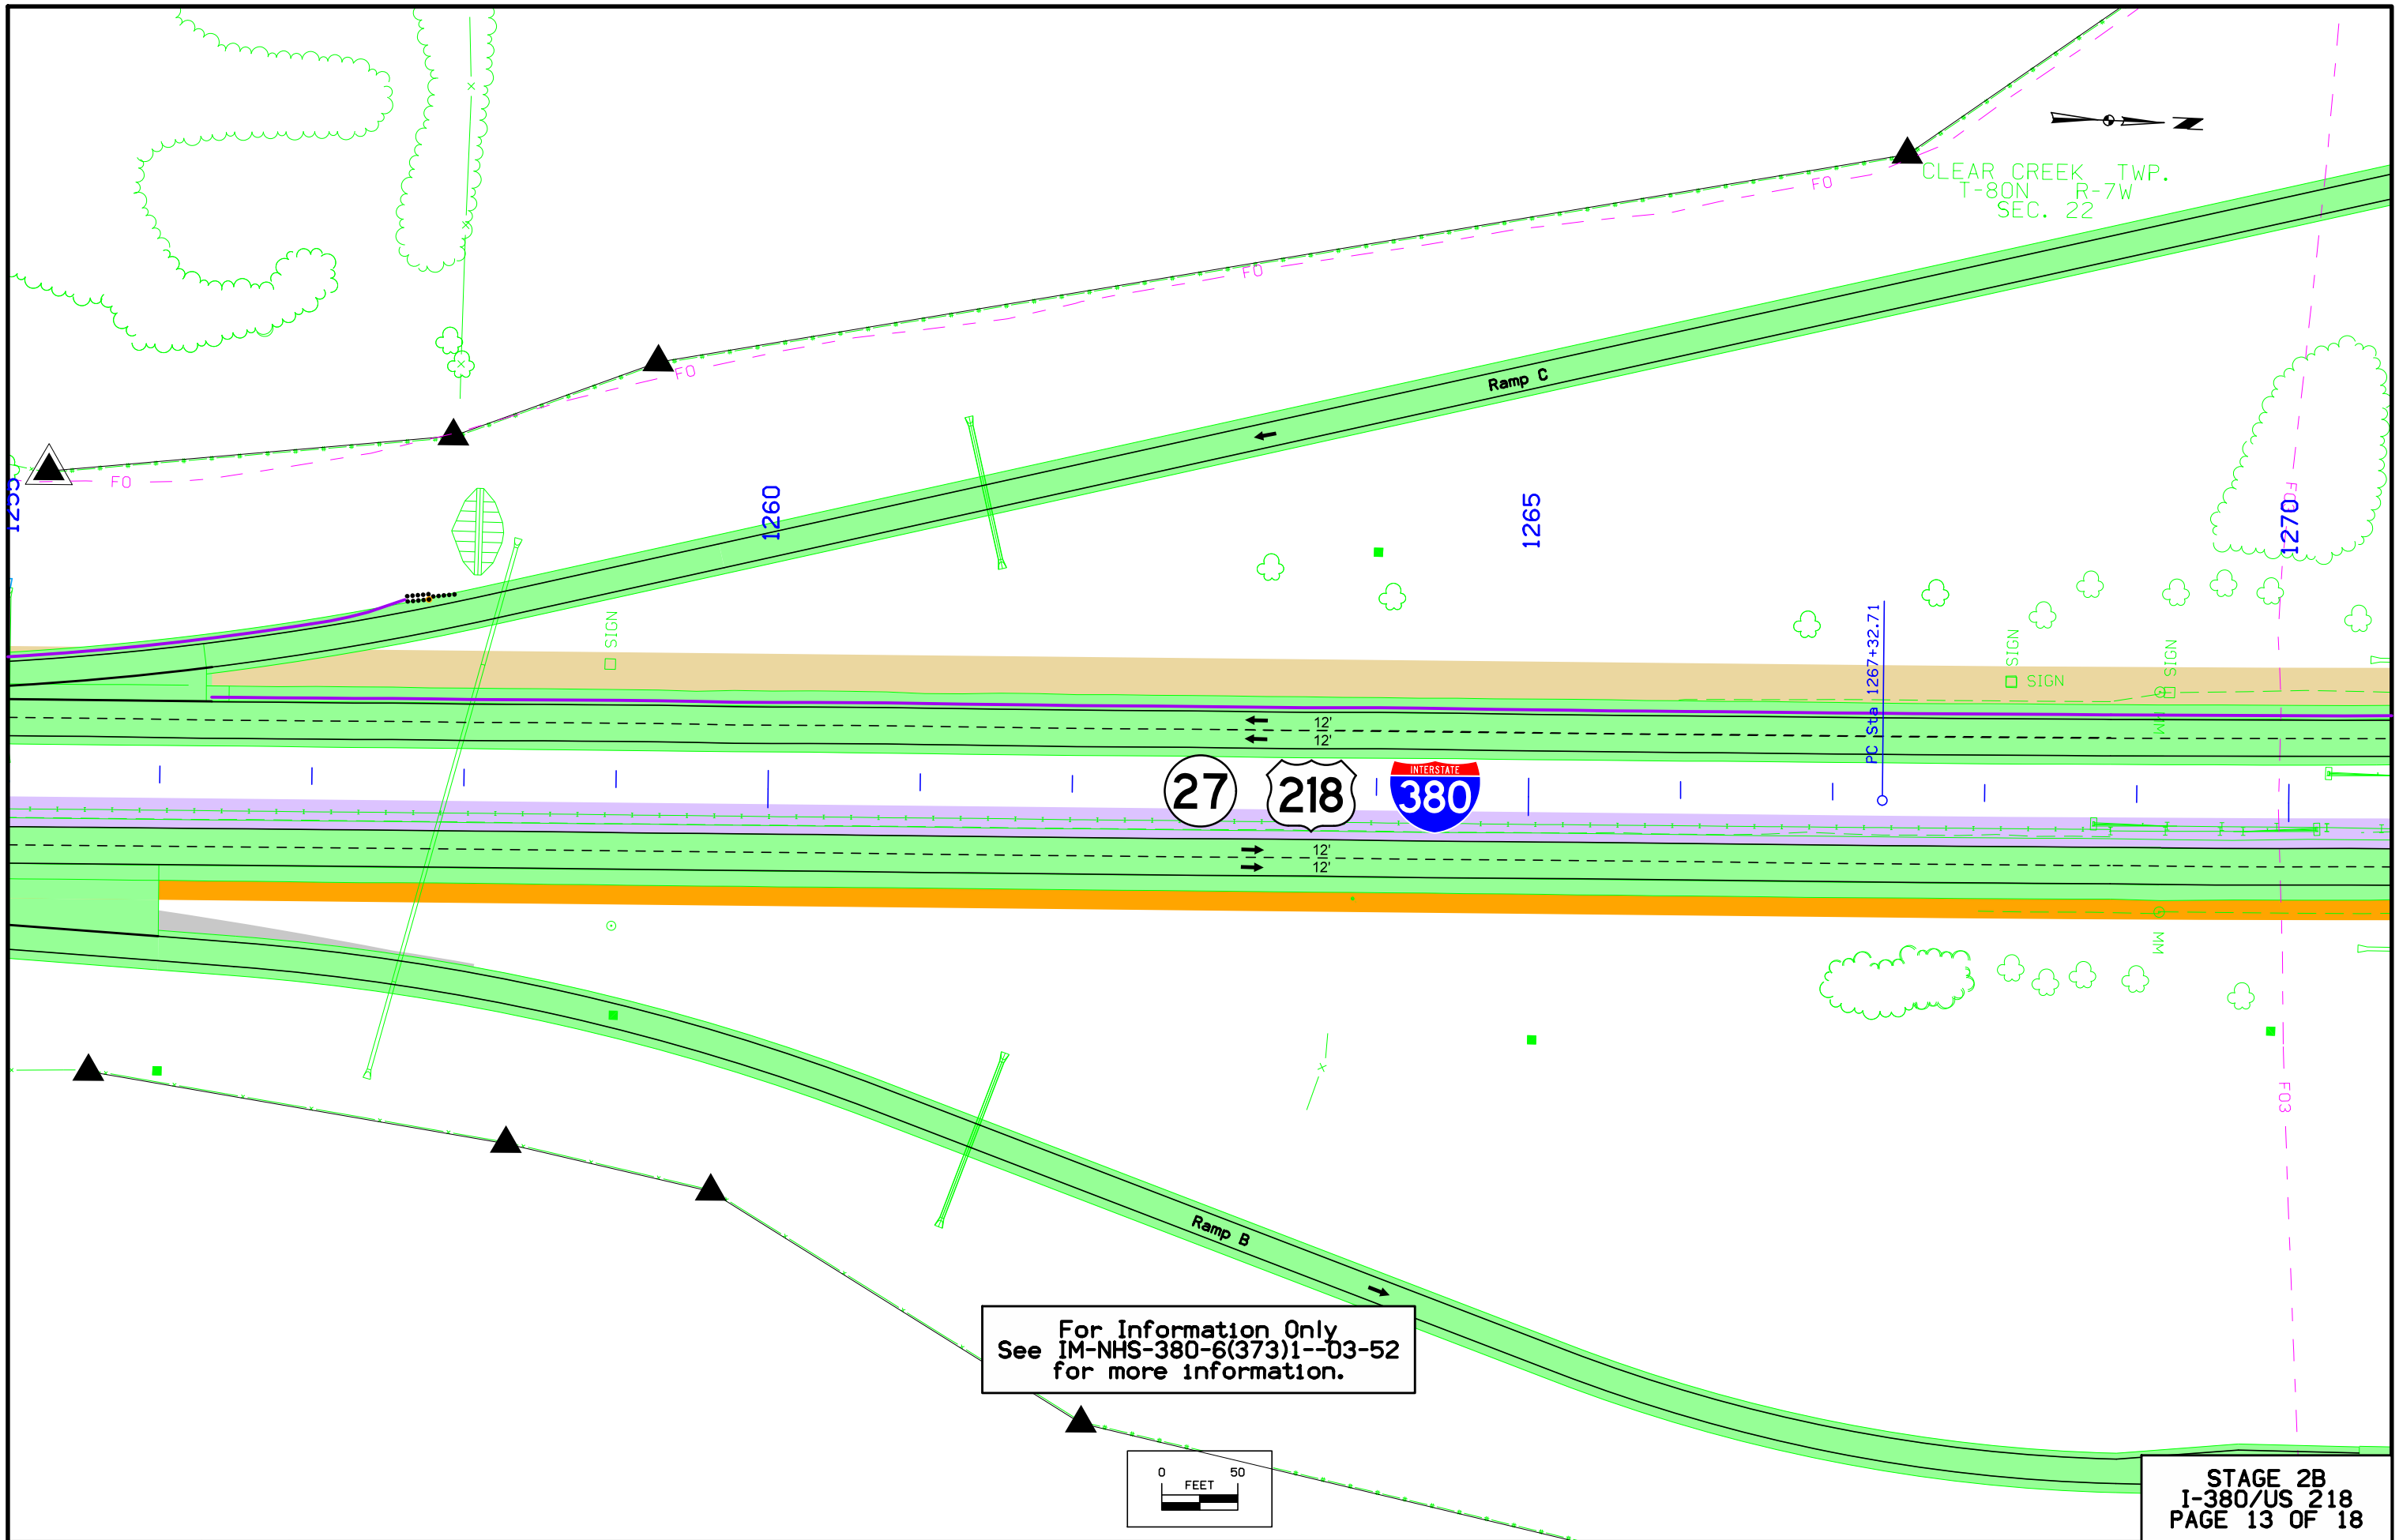 CLEAR CREEK TWP.
T-80N R-7W
SEC. 22
FO
FO
FO
FO
Ramp C
1260
1265
1270
SIGN
SIGN
SIGN
SIGN
PC Sta 1267+32.71
MM
12'
12'
27
218
INTERSTATE
380
12'
12'
MM
FO3
Ramp B
For Information Only
See IM-NHS-380-6(373)1--03-52
for more information.
0 50
FEET
STAGE 2B
I-380/US 218
PAGE 13 OF 18